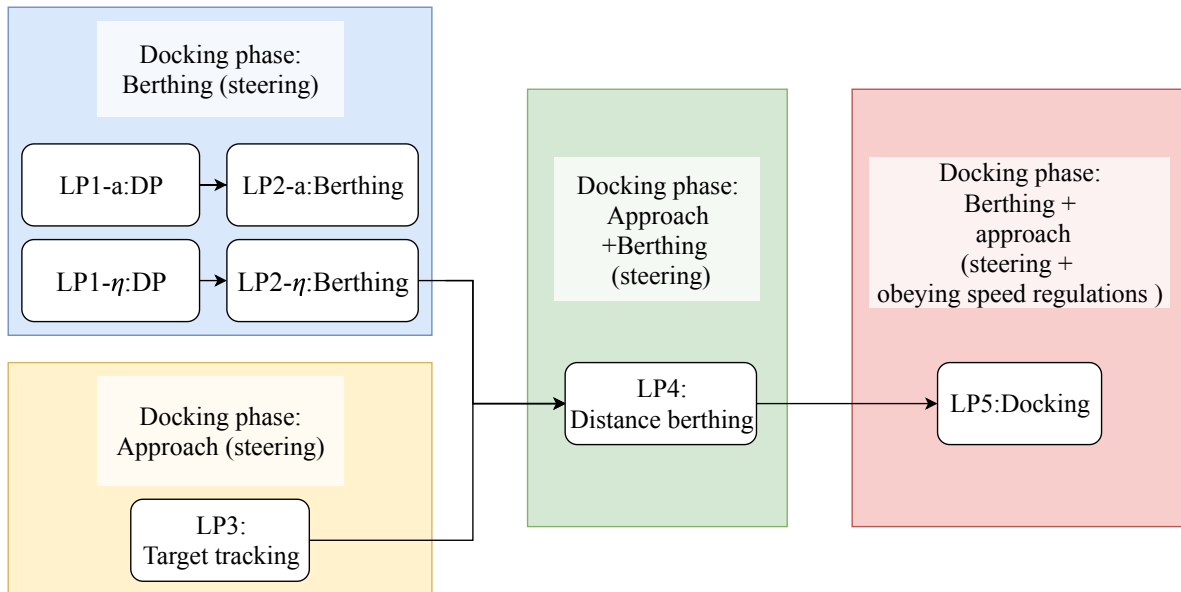 Docking phase:
Berthing (steering)
LP1-a:DP
LP2-a:Berthing
LP1-η:DP
LP2-η:Berthing
Docking phase:
Approach (steering)
LP3:
Target tracking
Docking phase:
Approach
+Berthing
(steering)
LP4:
Distance berthing
Docking phase:
Berthing +
approach
(steering +
obeying speed regulations )
LP5:Docking